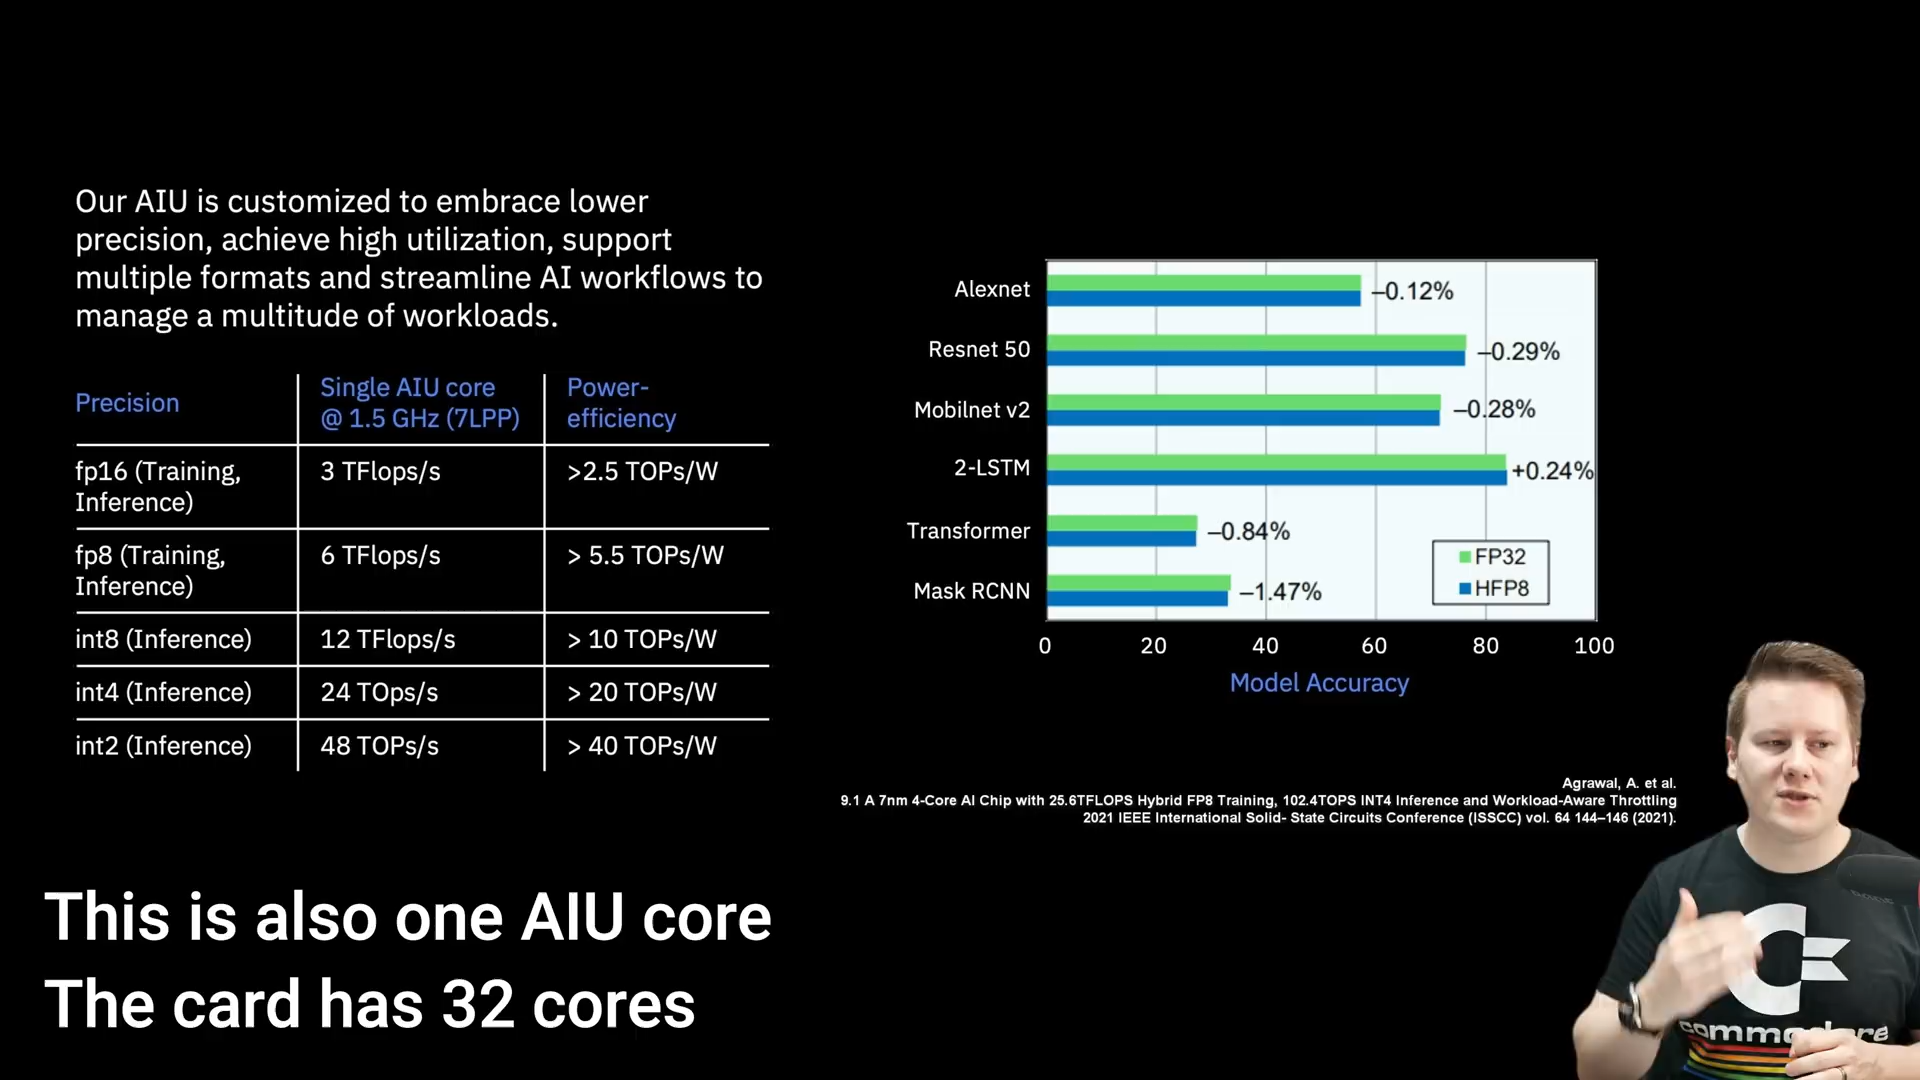 Our AIU is customized to embrace lower
precision, achieve high utilization, support
multiple formats and streamline AI workflows to
manage a multitude of workloads.
Precision
Single AIU core
@ 1.5 GHz (7LPP)
Power-
efficiency
fp16 (Training,
Inference)
3 TFlops/s
>2.5 TOPs/W
fp8 (Training,
Inference)
6 TFlops/s
> 5.5 TOPs/W
int8 (Inference)
12 TFlops/s
> 10 TOPs/W
int4 (Inference)
24 TOps/s
> 20 TOPs/W
int2 (Inference)
48 TOPs/s
> 40 TOPs/W
Alexnet
–0.12%
Resnet 50
–0.29%
Mobilnet v2
–0.28%
2-LSTM
+0.24%
Transformer
–0.84%
Mask RCNN
–1.47%
FP32
HFP8
0 20 40 60 80 100
Model Accuracy
Agrawal, A. et al.
9.1 A 7nm 4-Core AI Chip with 25.6TFLOPS Hybrid FP8 Training, 102.4TOPS INT4 Inference and Workload-Aware Throttling
2021 IEEE International Solid- State Circuits Conference (ISSCC) vol. 64 144–146 (2021).
This is also one AIU core
The card has 32 cores
commodore